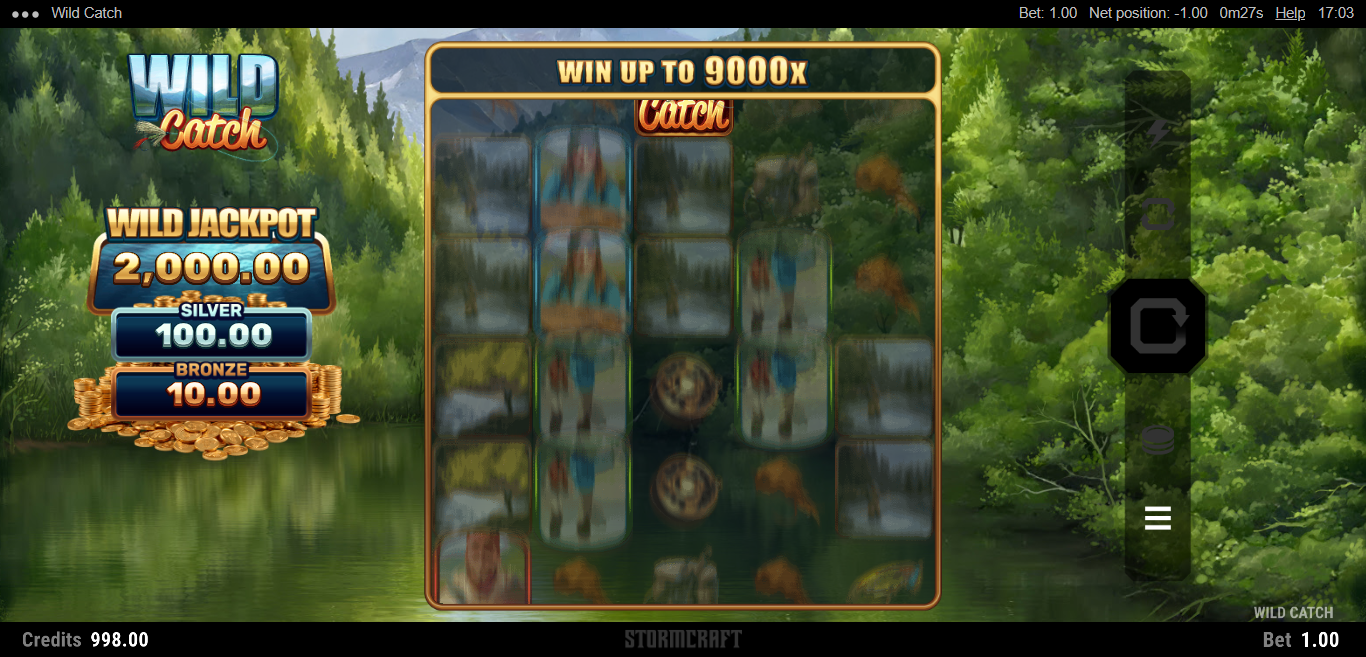 Wild Catch
Bet: 1.00 Net position: -1.00 0m27s Help 17:03
WILD
Catch
WIN UP TO 9000X
Catch
WILD JACKPOT
2,000.00
SILVER
100.00
BRONZE
10.00
WILD CATCH
Credits 998.00
STORMCRAFT
Bet 1.00